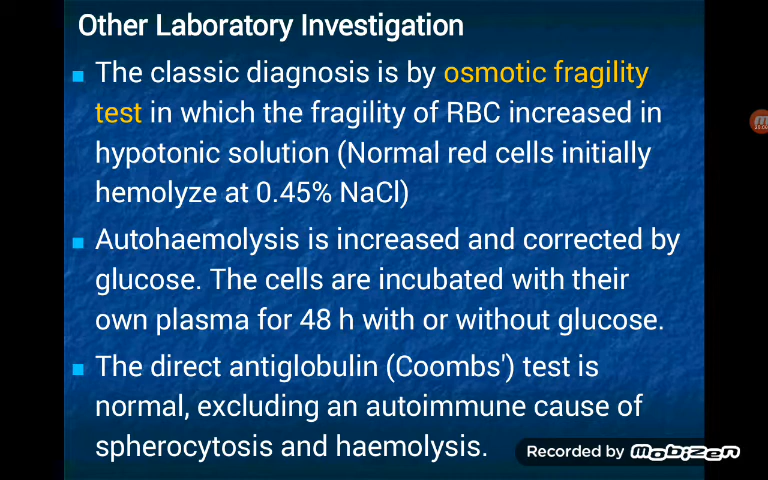 Other Laboratory Investigation
The classic diagnosis is by osmotic fragility
test in which the fragility of RBC increased in
hypotonic solution (Normal red cells initially
hemolyze at 0.45% NaCl)
Autohaemolysis is increased and corrected by
glucose. The cells are incubated with their
own plasma for 48 h with or without glucose.
The direct antiglobulin (Coombs') test is
normal, excluding an autoimmune cause of
spherocytosis and haemolysis.
Recorded by mobizen